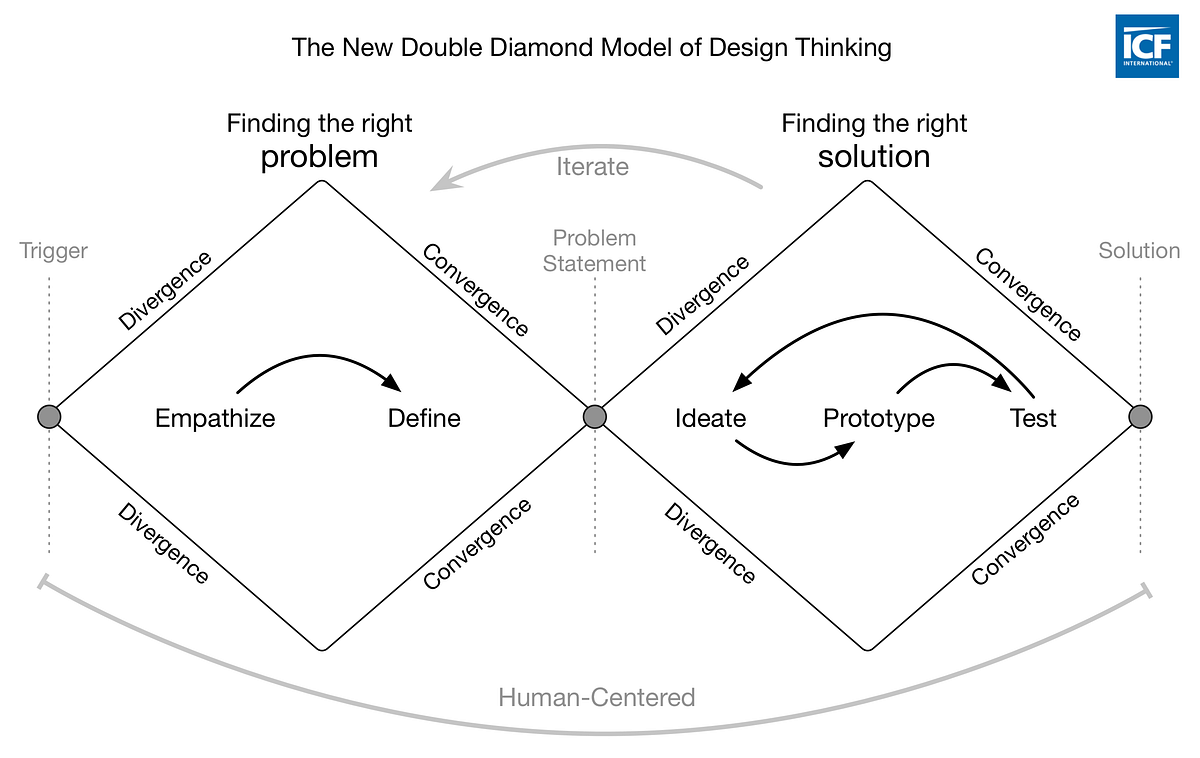 The New Double Diamond Model of Design Thinking
ICF
INTERNATIONAL®
Finding the right
problem
Finding the right
solution
Iterate
Trigger
Problem
Statement
Solution
Divergence
Convergence
Divergence
Convergence
Empathize
Define
Ideate
Prototype
Test
Divergence
Convergence
Divergence
Convergence
Human-Centered